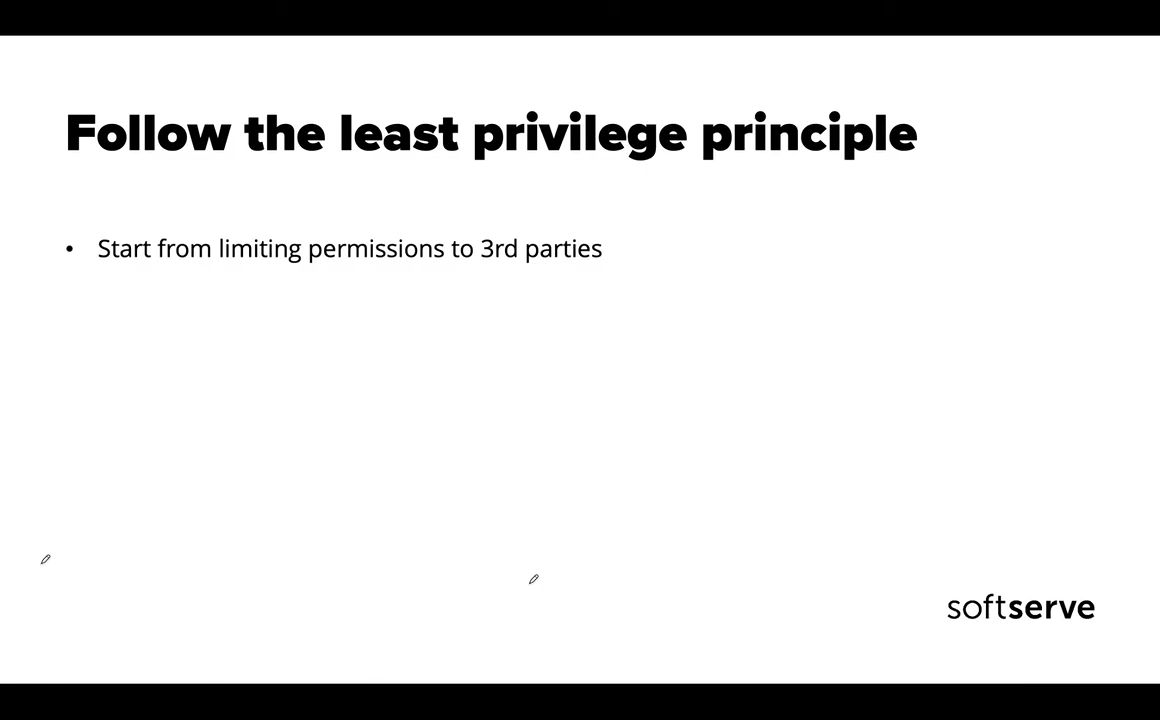 Follow the least privilege principle
• Start from limiting permissions to 3rd parties
softserve